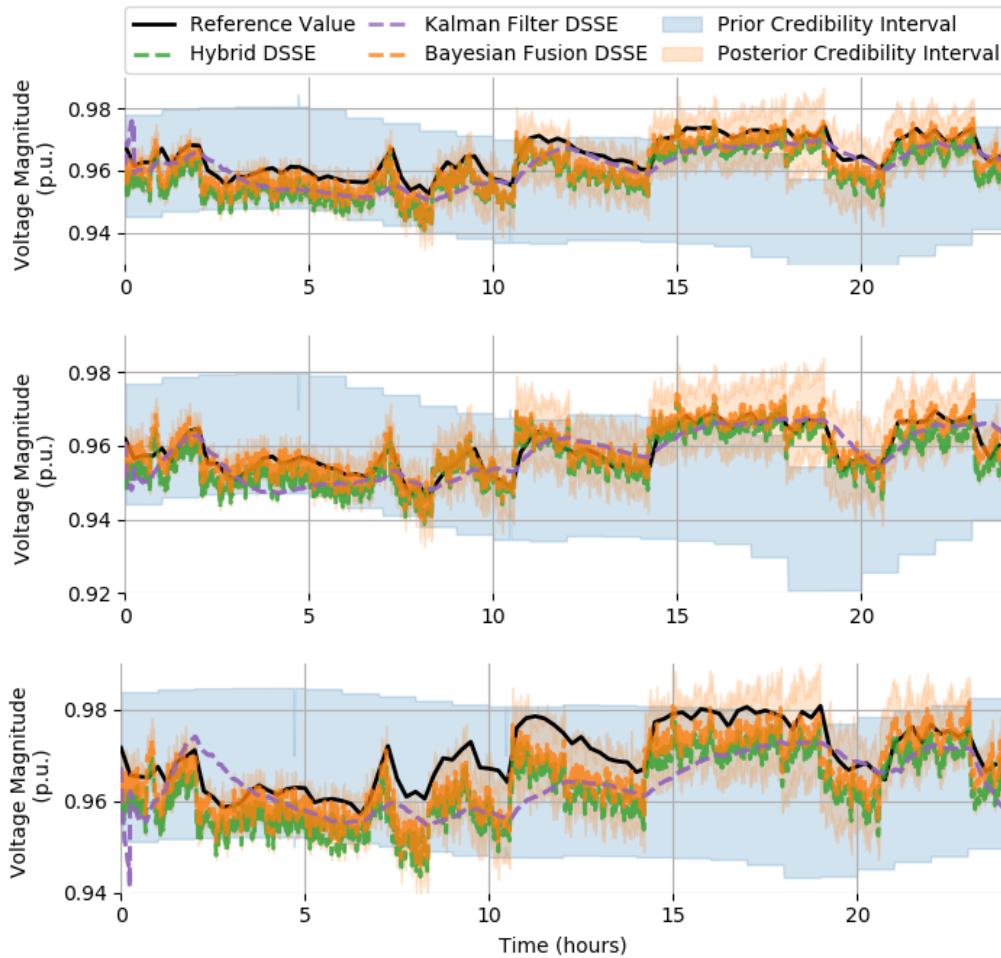 Reference Value
Kalman Filter DSSE
Prior Credibility Interval
Hybrid DSSE
Bayesian Fusion DSSE
Posterior Credibility Interval
Voltage Magnitude
(p.u.)
0.98
0.96
0.94
0
5
10
15
20
Voltage Magnitude
(p.u.)
0.98
0.96
0.94
0.92
0
5
10
15
20
Voltage Magnitude
(p.u.)
0.98
0.96
0.94
0
5
10
15
20
Time (hours)